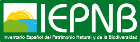 IEPNB
Inventario Español del Patrimonio Natural y de la Biodiversidad